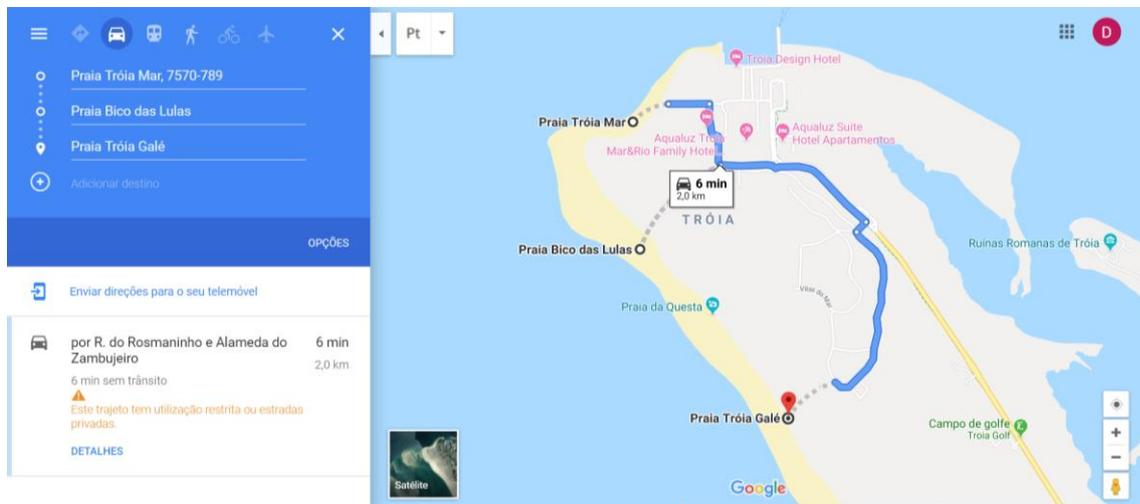 Praia Tróia Mar, 7570-789
Praia Bico das Lulas
Praia Tróia Galé
Adicionar destino
OPÇÕES
Enviar direções para o seu telemóvel
por R. do Rosmaninho e Alameda do
Zambujeiro
6 min
2,0 km
6 min sem trânsito
Este trajeto tem utilização restrita ou estradas
privadas.
DETALHES
Pt
D
Troia Design Hotel
Praia Tróia Mar
Aqualuz Troia
Mar&Rio Family Hotel...
Aqualuz Suite
Hotel Apartamentos
6 min
2,0 km
TRÓIA
Praia Bico das Lulas
Ruínas Romanas de Tróia
Vilas do Mar
Praia da Questa
Praia Tróia Galé
Campo de golfe
Troia Golf
Satélite
Google